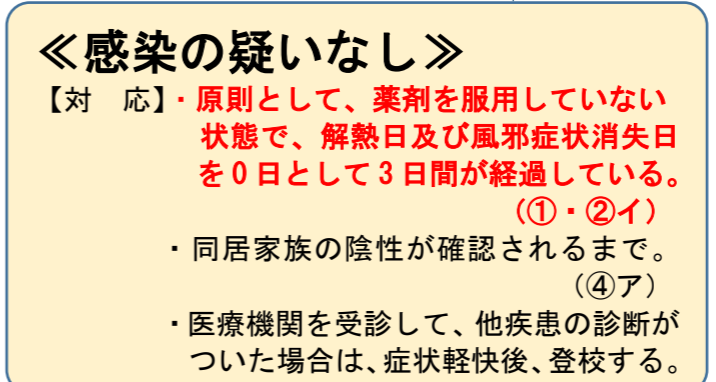 ≪感染の疑いなし≫
【対　応】・原則として、薬剤を服用していない
状態で、解熱日及び風邪症状消失日
を０日として３日間が経過している。
（①・②イ）
・同居家族の陰性が確認されるまで。
（④ア）
・医療機関を受診して、他疾患の診断が
ついた場合は、症状軽快後、登校する。